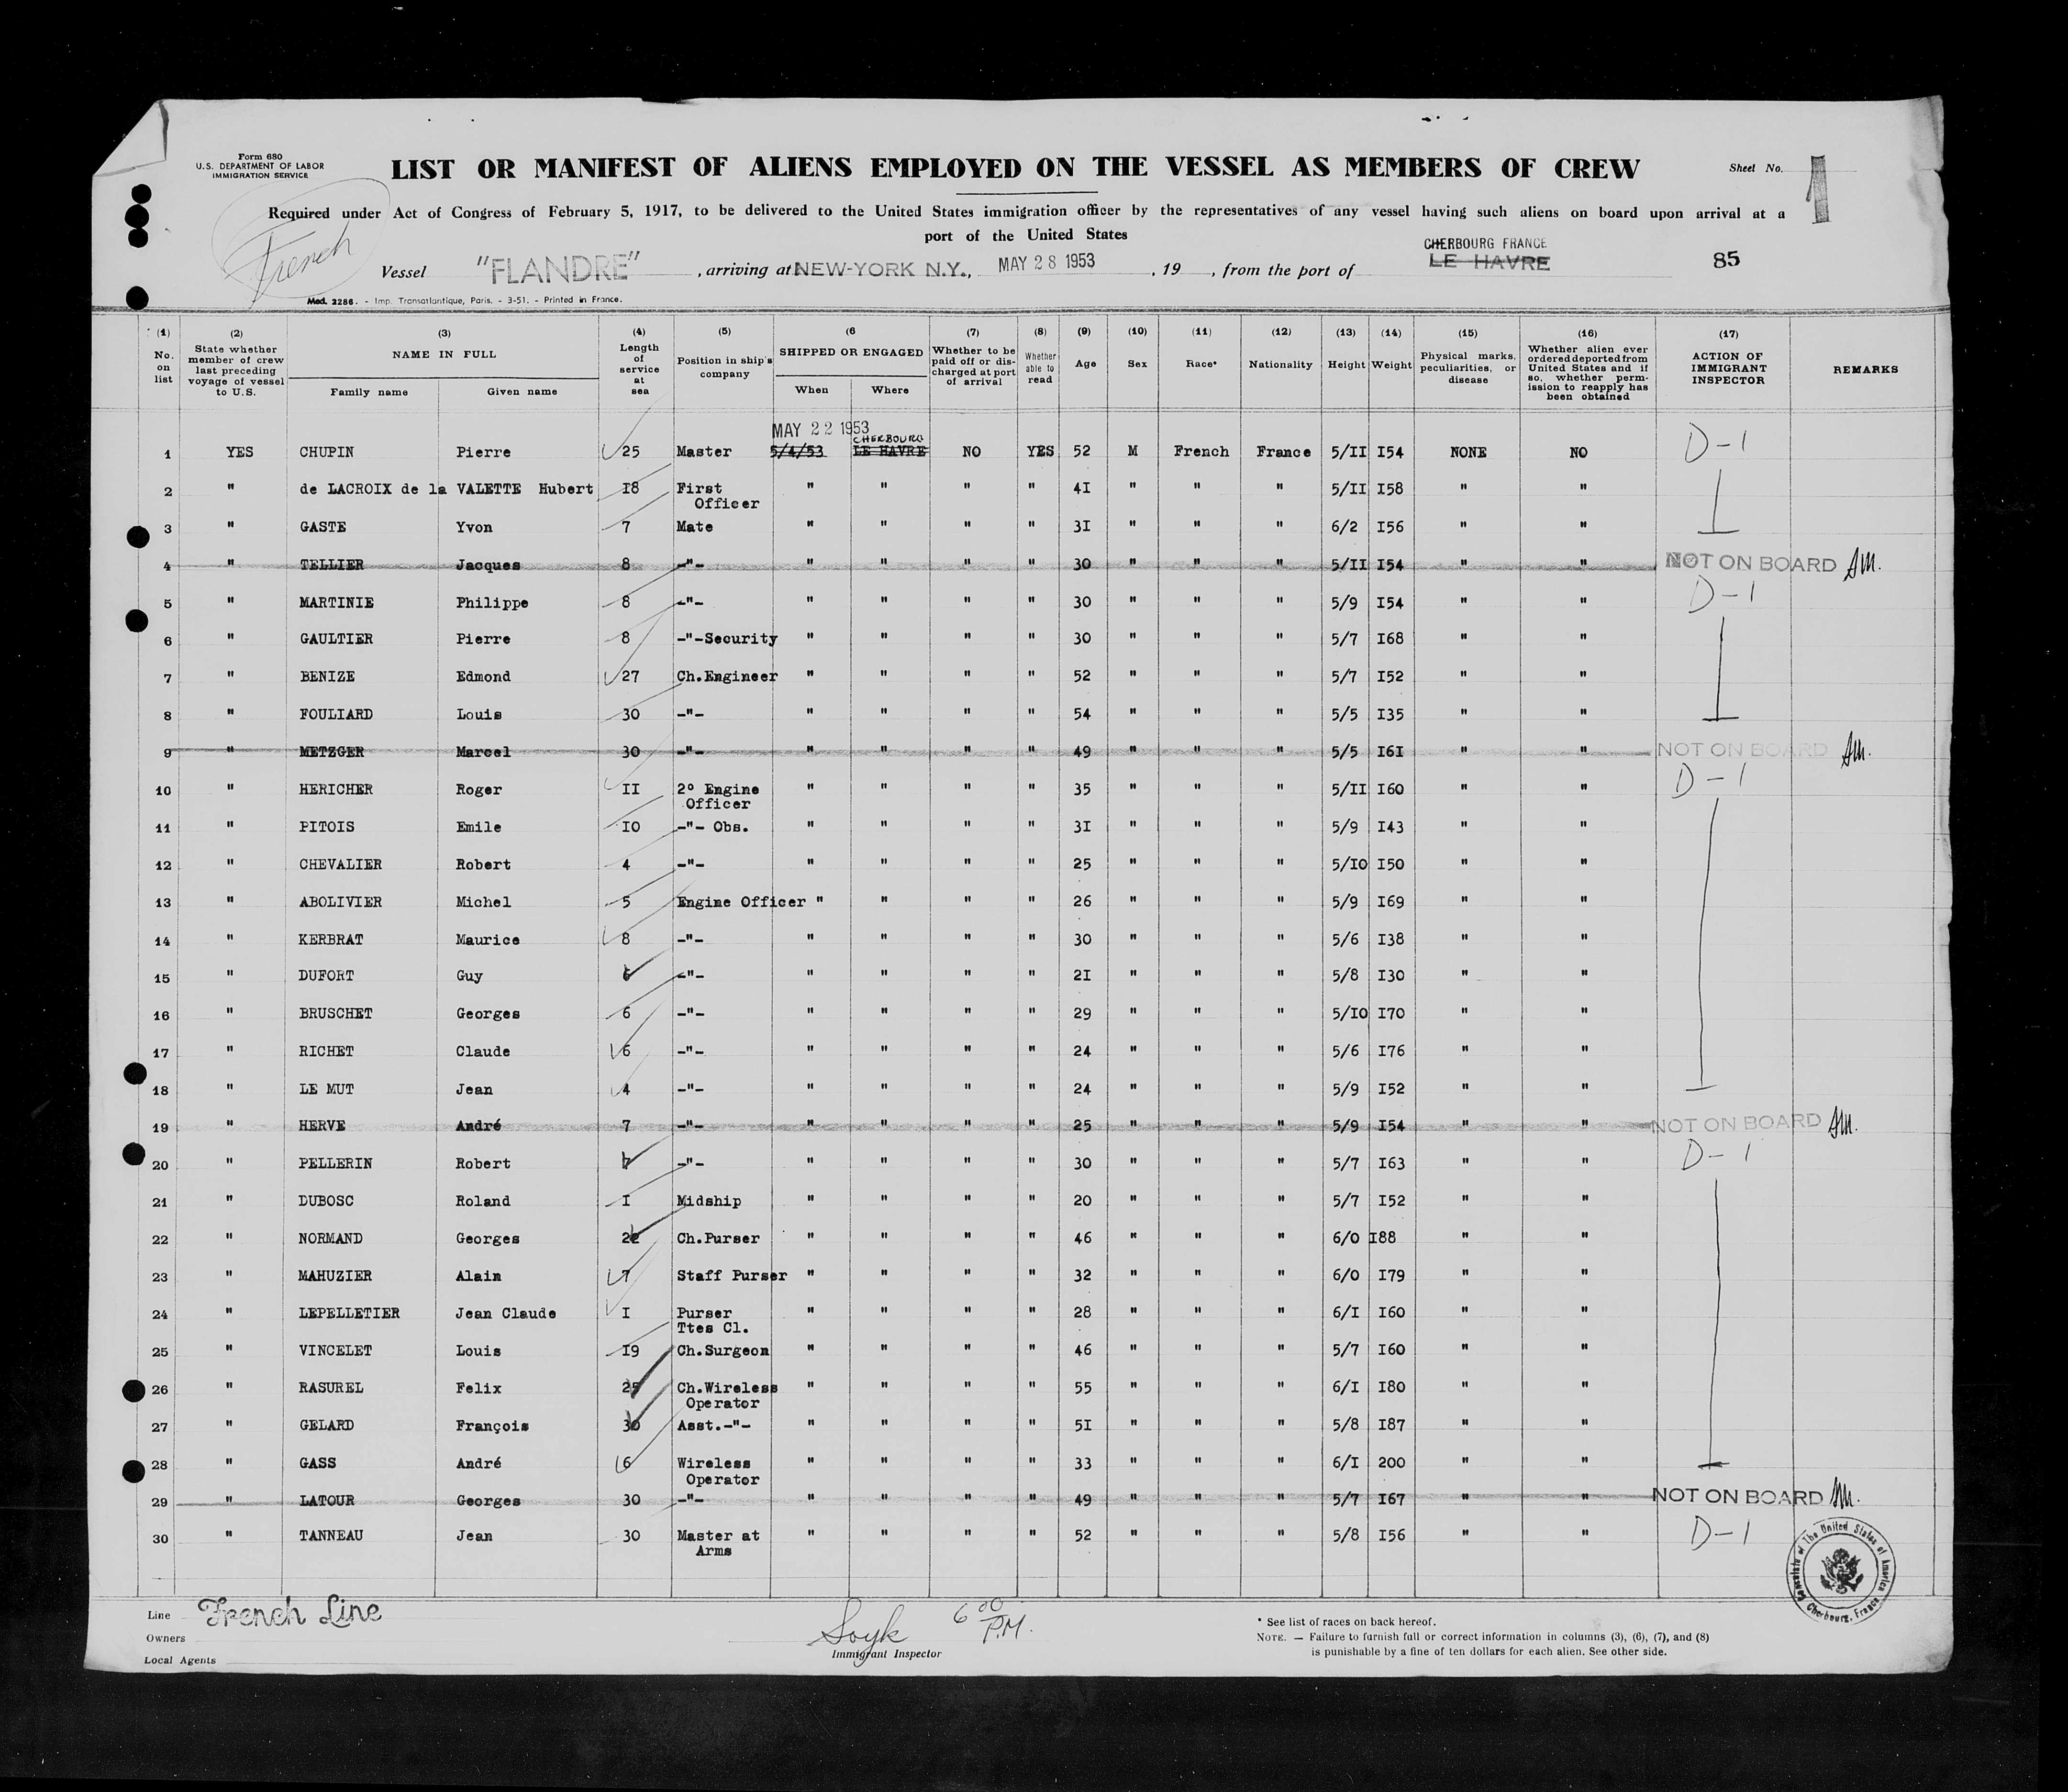 Form 680
U.S. DEPARTMENT OF LABOR
IMMIGRATION SERVICE
LIST OR MANIFEST OF ALIENS EMPLOYED ON THE VESSEL AS MEMBERS OF CREW
Sheet No. 1
Required under Act of Congress of February 5, 1917, to be delivered to the United States immigration officer by the representatives of any vessel having such aliens on board upon arrival at a
port of the United States
French
CHERBOURG FRANCE
Vessel "FLANDRE", arriving at NEW-YORK N.Y., MAY 28 1953, 19 , from the port of LE HAVRE 85
Mod. 2286. - Imp. Transatlantique, Paris. - 3-51. - Printed in France.
(1) No. on list (2) State whether member of crew last preceding voyage of vessel to U.S. (3) NAME IN FULL Family name Given name (4) Length of service at sea (5) Position in ship's company (6 SHIPPED OR ENGAGED When Where (7) Whether to be paid off or discharged at port of arrival (8) Whether able to read (9) Age (10) Sex (11) Race* (12) Nationality (13) Height (14) Weight (15) Physical marks, peculiarities, or disease (16) Whether alien ever ordered deported from United States and if so, whether permission to reapply has been obtained (17) ACTION OF IMMIGRANT INSPECTOR REMARKS
MAY 22 1953 CHERBOURG
1 YES CHUPIN Pierre 25 Master 5/4/53 LE HAVRE NO YES 52 M French France 5/II I54 NONE NO D-1
2 " de LACROIX de la VALETTE Hubert I8 First Officer " " " " 4I " " " 5/II I58 " "
3 " GASTE Yvon 7 Mate " " " " 3I " " " 6/2 I56 " "
4 " TELLIER Jacques 8 -"- " " " " 30 " " " 5/II I54 " " NOT ON BOARD
5 " MARTINIE Philippe 8 -"- " " " " 30 " " " 5/9 I54 " " D-1
6 " GAULTIER Pierre 8 -"-Security " " " " 30 " " " 5/7 I68 " "
7 " BENIZE Edmond 27 Ch.Engineer " " " " 52 " " " 5/7 I52 " "
8 " FOULIARD Louis 30 -"- " " " " 54 " " " 5/5 I35 " "
9 " METZGER Marcel 30 -"- " " " " 49 " " " 5/5 I6I " " NOT ON BOARD
10 " HERICHER Roger II 2º Engine Officer " " " " 35 " " " 5/II I60 " " D-1
11 " PITOIS Emile IO -"- Obs. " " " " 3I " " " 5/9 I43 " "
12 " CHEVALIER Robert 4 -"- " " " " 25 " " " 5/IO I50 " "
13 " ABOLIVIER Michel 5 Engine Officer " " " " 26 " " " 5/9 I69 " "
14 " KERBRAT Maurice 8 -"- " " " " 30 " " " 5/6 I38 " "
15 " DUFORT Guy 6 -"- " " " " 2I " " " 5/8 I30 " "
16 " BRUSCHET Georges 6 -"- " " " " 29 " " " 5/IO I70 " "
17 " RICHET Claude 6 -"- " " " " 24 " " " 5/6 I76 " "
18 " LE MUT Jean 4 -"- " " " " 24 " " " 5/9 I52 " "
19 " HERVE André 7 -"- " " " " 25 " " " 5/9 I54 " " NOT ON BOARD
20 " PELLERIN Robert 7 -"- " " " " 30 " " " 5/7 I63 " " D-1
21 " DUBOSC Roland I Midship " " " " 20 " " " 5/7 I52 " "
22 " NORMAND Georges 22 Ch.Purser " " " " 46 " " " 6/0 I88 " "
23 " MAHUZIER Alain 7 Staff Purser " " " " 32 " " " 6/0 I79 " "
24 " LEPELLETIER Jean Claude I Purser Ttes Cl. " " " " 28 " " " 6/I I60 " "
25 " VINCELET Louis I9 Ch.Surgeon " " " " 46 " " " 5/7 I60 " "
26 " RASUREL Felix 25 Ch.Wireless Operator " " " " 55 " " " 6/I I80 " "
27 " GELARD François 30 Asst.-"- " " " " 5I " " " 5/8 I87 " "
28 " GASS André 6 Wireless Operator " " " " 33 " " " 6/I 200 " "
29 " LATOUR Georges 30 -"- " " " " 49 " " " 5/7 I67 " " NOT ON BOARD
30 " TANNEAU Jean 30 Master at Arms " " " " 52 " " " 5/8 I56 " " D-1
Consulate of The United States of America Cherbourg, France
Line French Line
Owners
Local Agents
Soyk 6 00 P.M.
Immigrant Inspector
* See list of races on back hereof.
NOTE. — Failure to furnish full or correct information in columns (3), (6), (7), and (8)
is punishable by a fine of ten dollars for each alien. See other side.